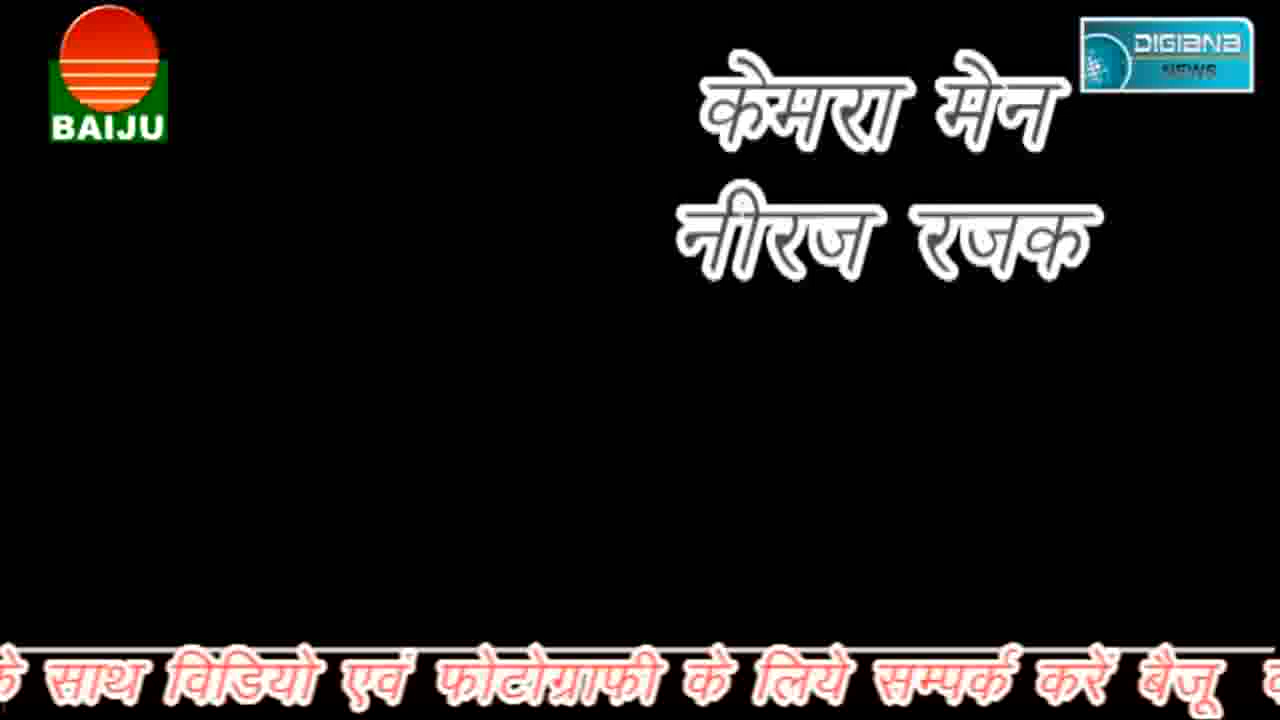 BAIJU
DIGIANA
NEWS
केमरा मेन
नीरज रजक
के साथ विडियो एवं फोटोग्राफी के लिये सम्पर्क करें बैजू